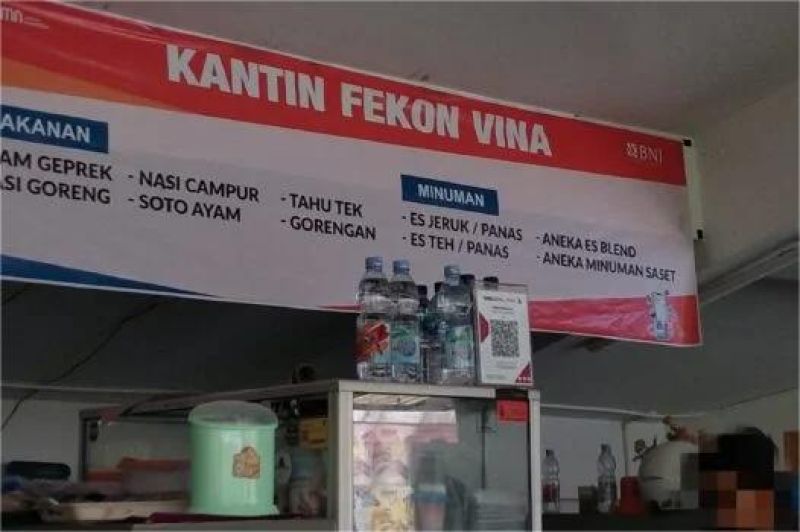 KANTIN FEKON VINA
BNI
AKANAN
AM GEPREK
ASI GORENG
- NASI CAMPUR
- SOTO AYAM
- TAHU TEK
- GORENGAN
MINUMAN
- ES JERUK / PANAS
- ES TEH / PANAS
- ANEKA ES BLEND
- ANEKA MINUMAN SASET